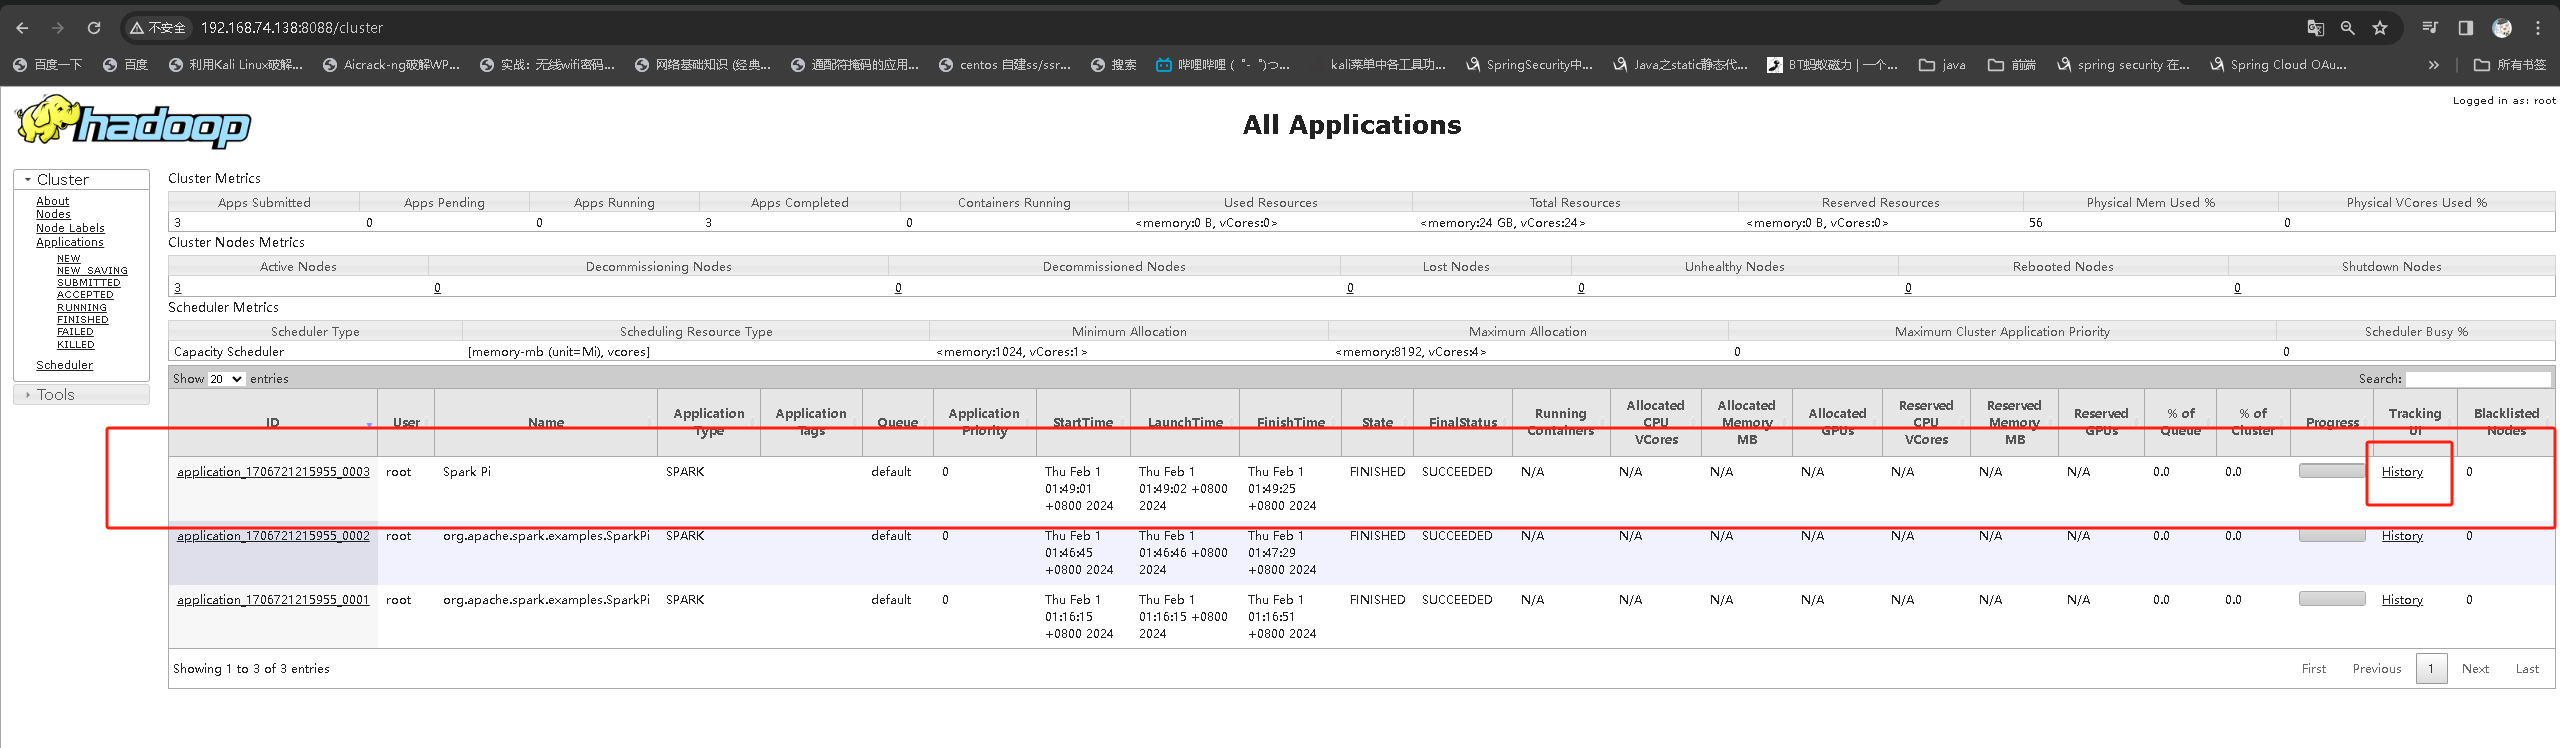 不安全 192.168.74.138:8088/cluster
百度一下 百度 利用Kali Linux破解... Aicrack-ng破解WP... 实战：无线wifi密码... 网络基础知识 (经典... 通配符掩码的应用... centos 自建ss/ssr... 搜索 哔哩哔哩 (゜-゜)つ... kali菜单中各工具功... SpringSecurity中... Java之static静态代... BT蚂蚁磁力 | 一个... java 前端 spring security 在... Spring Cloud OAu... » 所有书签
Logged in as: root
hadoop
All Applications
Cluster
About
Nodes
Node Labels
Applications
NEW
NEW_SAVING
SUBMITTED
ACCEPTED
RUNNING
FINISHED
FAILED
KILLED
Scheduler
Tools
Cluster Metrics
Apps Submitted Apps Pending Apps Running Apps Completed Containers Running Used Resources Total Resources Reserved Resources Physical Mem Used % Physical VCores Used %
3 0 0 3 0 <memory:0 B, vCores:0> <memory:24 GB, vCores:24> <memory:0 B, vCores:0> 56 0
Cluster Nodes Metrics
Active Nodes Decommissioning Nodes Decommissioned Nodes Lost Nodes Unhealthy Nodes Rebooted Nodes Shutdown Nodes
3 0 0 0 0 0 0
Scheduler Metrics
Scheduler Type Scheduling Resource Type Minimum Allocation Maximum Allocation Maximum Cluster Application Priority Scheduler Busy %
Capacity Scheduler [memory-mb (unit=Mi), vcores] <memory:1024, vCores:1> <memory:8192, vCores:4> 0 0
Show 20 entries Search:
ID User Name Application Type Application Tags Queue Application Priority StartTime LaunchTime FinishTime State FinalStatus Running Containers Allocated CPU VCores Allocated Memory MB Allocated GPUs Reserved CPU VCores Reserved Memory MB Reserved GPUs % of Queue % of Cluster Progress Tracking UI Blacklisted Nodes
application_1706721215955_0003 root Spark Pi SPARK default 0 Thu Feb 1 Thu Feb 1 Thu Feb 1 FINISHED SUCCEEDED N/A N/A N/A N/A N/A N/A N/A 0.0 0.0 History 0
01:49:01 01:49:02 +0800 01:49:25
+0800 2024 2024 +0800 2024
application_1706721215955_0002 root org.apache.spark.examples.SparkPi SPARK default 0 Thu Feb 1 Thu Feb 1 Thu Feb 1 FINISHED SUCCEEDED N/A N/A N/A N/A N/A N/A N/A 0.0 0.0 History 0
01:46:45 01:46:46 +0800 01:47:29
+0800 2024 2024 +0800 2024
application_1706721215955_0001 root org.apache.spark.examples.SparkPi SPARK default 0 Thu Feb 1 Thu Feb 1 Thu Feb 1 FINISHED SUCCEEDED N/A N/A N/A N/A N/A N/A N/A 0.0 0.0 History 0
01:16:15 01:16:15 +0800 01:16:51
+0800 2024 2024 +0800 2024
Showing 1 to 3 of 3 entries First Previous 1 Next Last